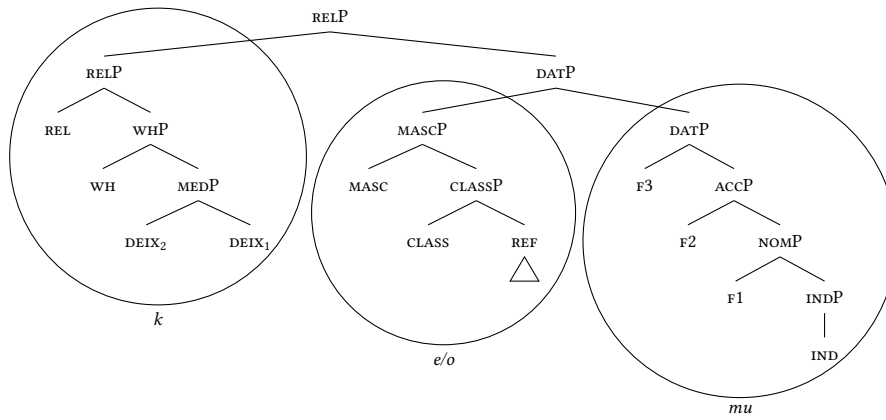 RELP
RELP DATP
REL WHP MASCP DATP
WH MEDP MASC CLASSP F3 ACCP
DEIX₂ DEIX₁ CLASS REF F2 NOMP
F1 INDP
k
IND
e/o
mu